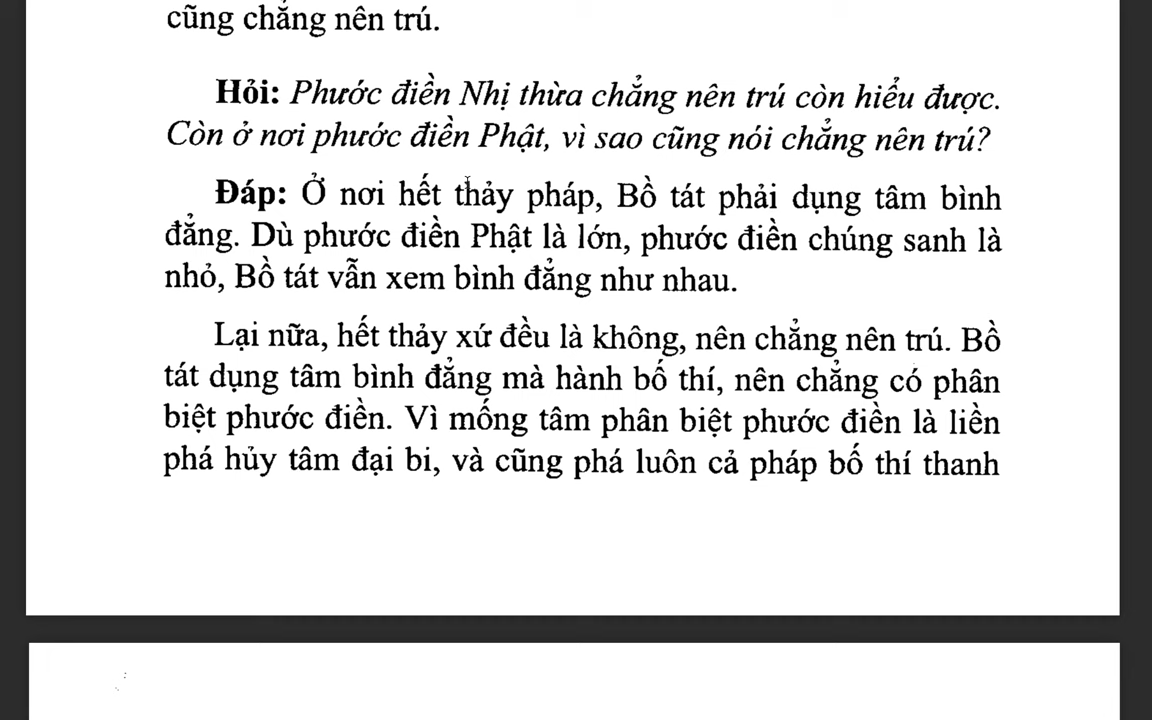 cũng chẳng nên trú.
Hỏi: Phước điền Nhị thừa chẳng nên trú còn hiểu được.
Còn ở nơi phước điền Phật, vì sao cũng nói chẳng nên trú?
Đáp: Ở nơi hết thảy pháp, Bồ tát phải dụng tâm bình
đẳng. Dù phước điền Phật là lớn, phước điền chúng sanh là
nhỏ, Bồ tát vẫn xem bình đẳng như nhau.
Lại nữa, hết thảy xứ đều là không, nên chẳng nên trú. Bồ
tát dụng tâm bình đẳng mà hành bố thí, nên chẳng có phân
biệt phước điền. Vì mống tâm phân biệt phước điền là liền
phá hủy tâm đại bi, và cũng phá luôn cả pháp bố thí thanh